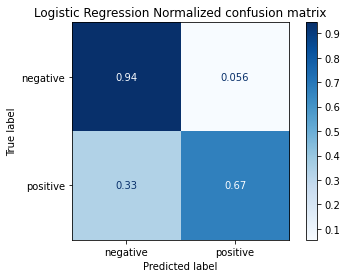 Logistic Regression Normalized confusion matrix
negative
0.94
0.056
positive
0.33
0.67
negative
positive
Predicted label
True label
0.9
0.8
0.7
0.6
0.5
0.4
0.3
0.2
0.1